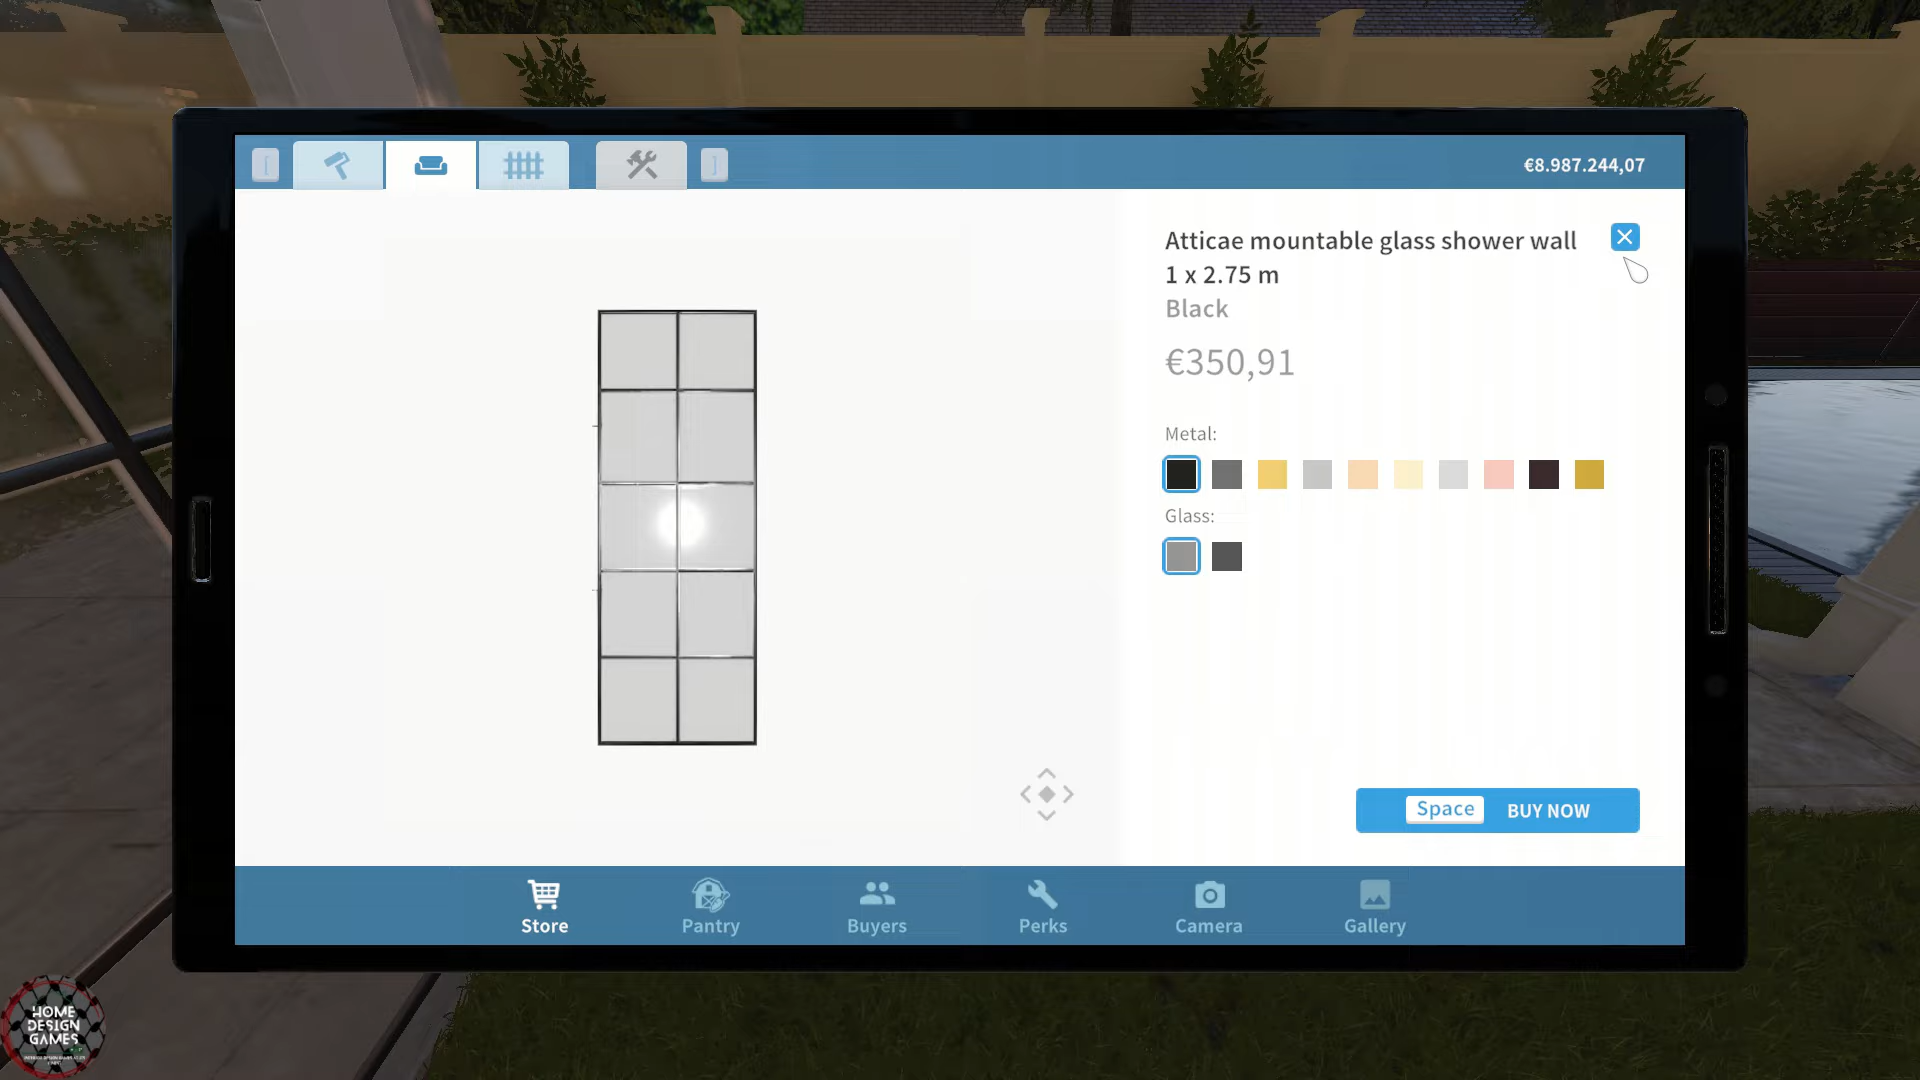 [
]
€8.987.244,07
Atticae mountable glass shower wall
1 x 2.75 m
Black
€350,91
Metal:
Glass:
Space BUY NOW
Store
Pantry
Buyers
Perks
Camera
Gallery
HOME
DESIGN
GAMES